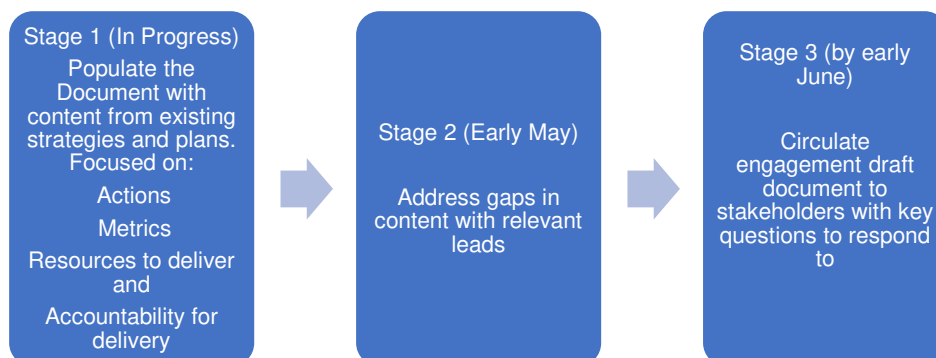 Stage 1 (In Progress)
Populate the
Document with
content from existing
strategies and plans.
Focused on:
Actions
Metrics
Resources to deliver
and
Accountability for
delivery
Stage 2 (Early May)
Address gaps in
content with relevant
leads
Stage 3 (by early
June)
Circulate
engagement draft
document to
stakeholders with key
questions to respond
to